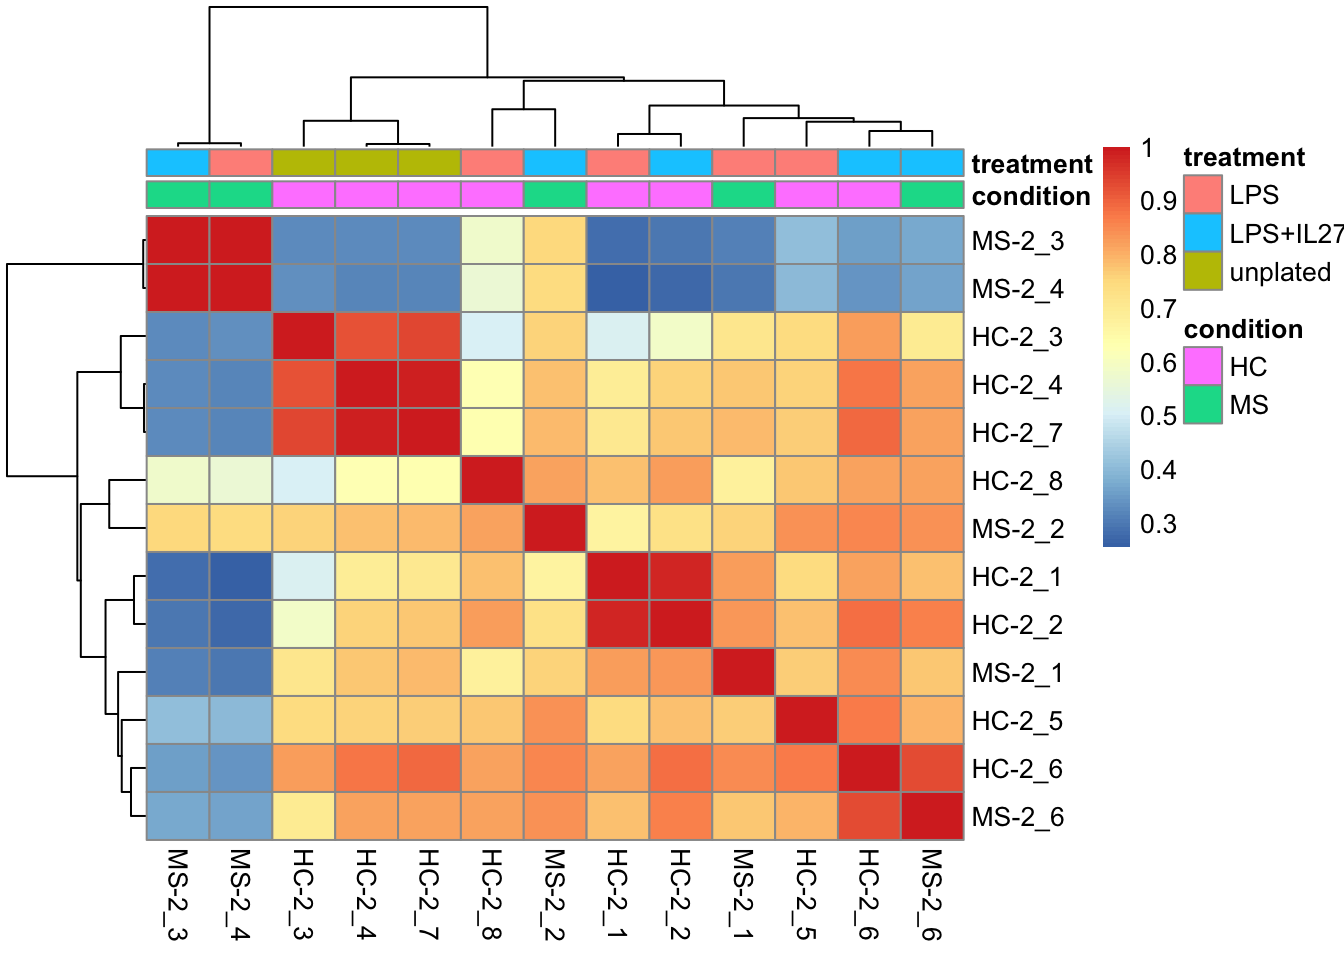 treatment
condition
MS-2_3
MS-2_4
HC-2_3
HC-2_4
HC-2_7
HC-2_8
MS-2_2
HC-2_1
HC-2_2
MS-2_1
HC-2_5
HC-2_6
MS-2_6
MS-2_3
MS-2_4
HC-2_3
HC-2_4
HC-2_7
HC-2_8
MS-2_2
HC-2_1
HC-2_2
MS-2_1
HC-2_5
HC-2_6
MS-2_6
1
0.9
0.8
0.7
0.6
0.5
0.4
0.3
treatment
LPS
LPS+IL27
unplated
condition
HC
MS